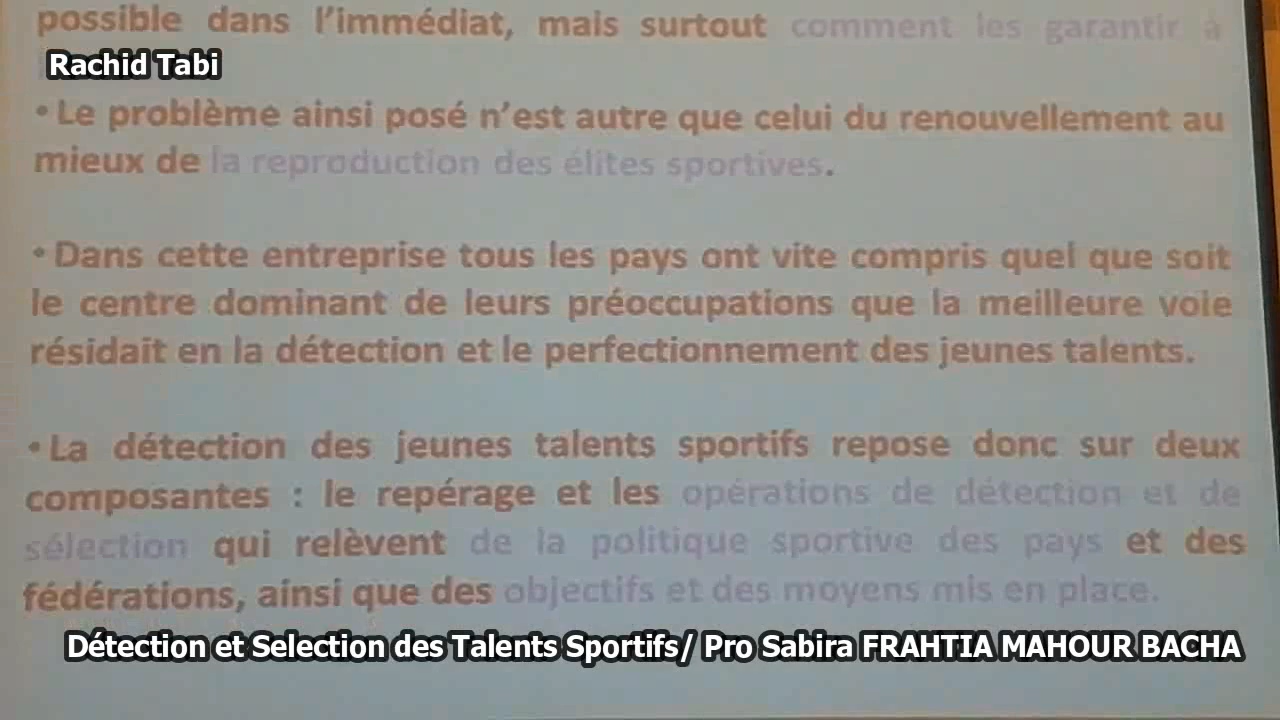 possible dans l'immédiat, mais surtout comment les garantir à
Rachid Tabi
• Le problème ainsi posé n'est autre que celui du renouvellement au
mieux de la reproduction des élites sportives.
• Dans cette entreprise tous les pays ont vite compris quel que soit
le centre dominant de leurs préoccupations que la meilleure voie
résidait en la détection et le perfectionnement des jeunes talents.
• La détection des jeunes talents sportifs repose donc sur deux
composantes : le repérage et les opérations de détection et de
sélection qui relèvent de la politique sportive des pays et des
fédérations, ainsi que des objectifs et des moyens mis en place.
Détection et Selection des Talents Sportifs/ Pro Sabira FRAHTIA MAHOUR BACHA